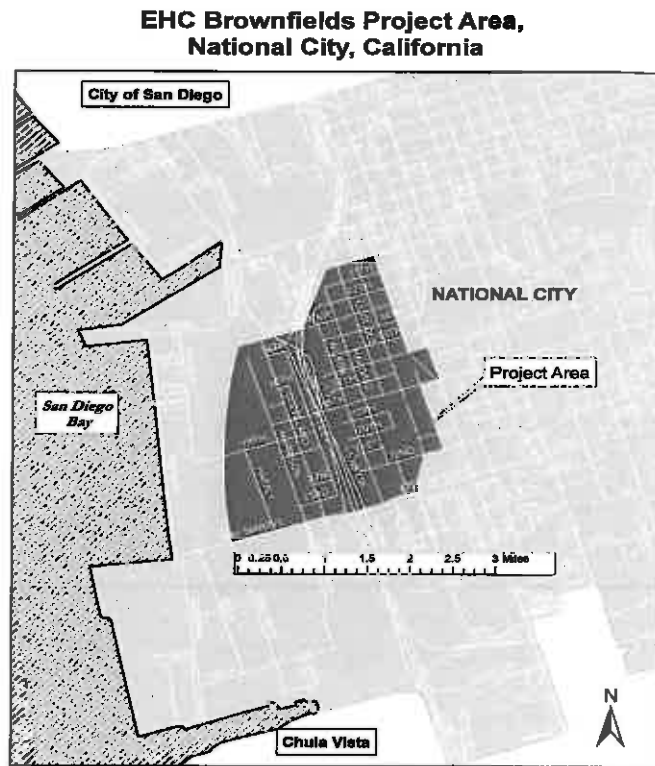 EHC Brownfields Project Area,
National City, California
City of San Diego
NATIONAL CITY
Project Area
San Diego
Bay
0 0.25 0.5 1 1.5 2 2.5 3 Miles
N
Chula Vista